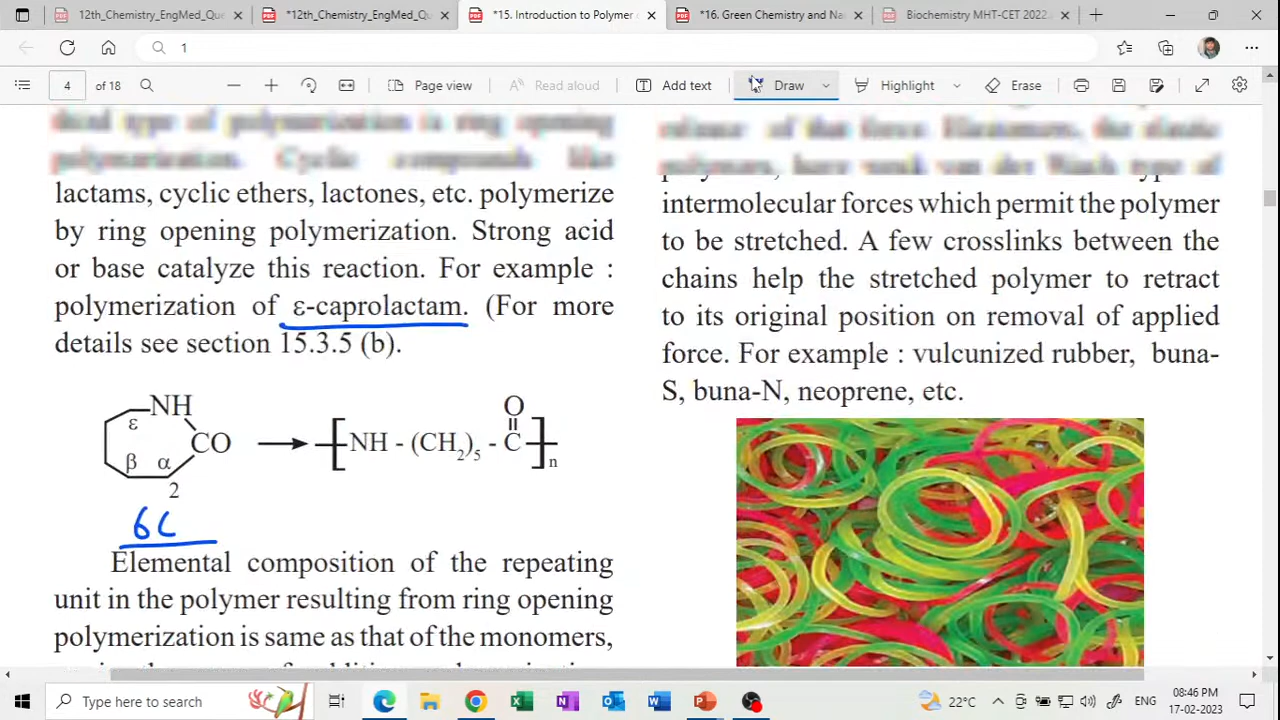 12th_Chemistry_EngMed_Qu
*12th_Chemistry_EngMed_Q
*15. Introduction to Polymer
*16. Green Chemistry and Na
Biochemistry MHT-CET 2022
1
4 of 18
Page view
Read aloud
Add text
Draw
Highlight
Erase
lactams, cyclic ethers, lactones, etc. polymerize
by ring opening polymerization. Strong acid
or base catalyze this reaction. For example :
polymerization of ε-caprolactam. (For more
details see section 15.3.5 (b).
NH
ε
CO
β α
2
NH - (CH2)5 - C
O
n
6C
Elemental composition of the repeating
unit in the polymer resulting from ring opening
polymerization is same as that of the monomers,
intermolecular forces which permit the polymer
to be stretched. A few crosslinks between the
chains help the stretched polymer to retract
to its original position on removal of applied
force. For example : vulcunized rubber, buna-
S, buna-N, neoprene, etc.
Type here to search
22°C
ENG
08:46 PM
17-02-2023